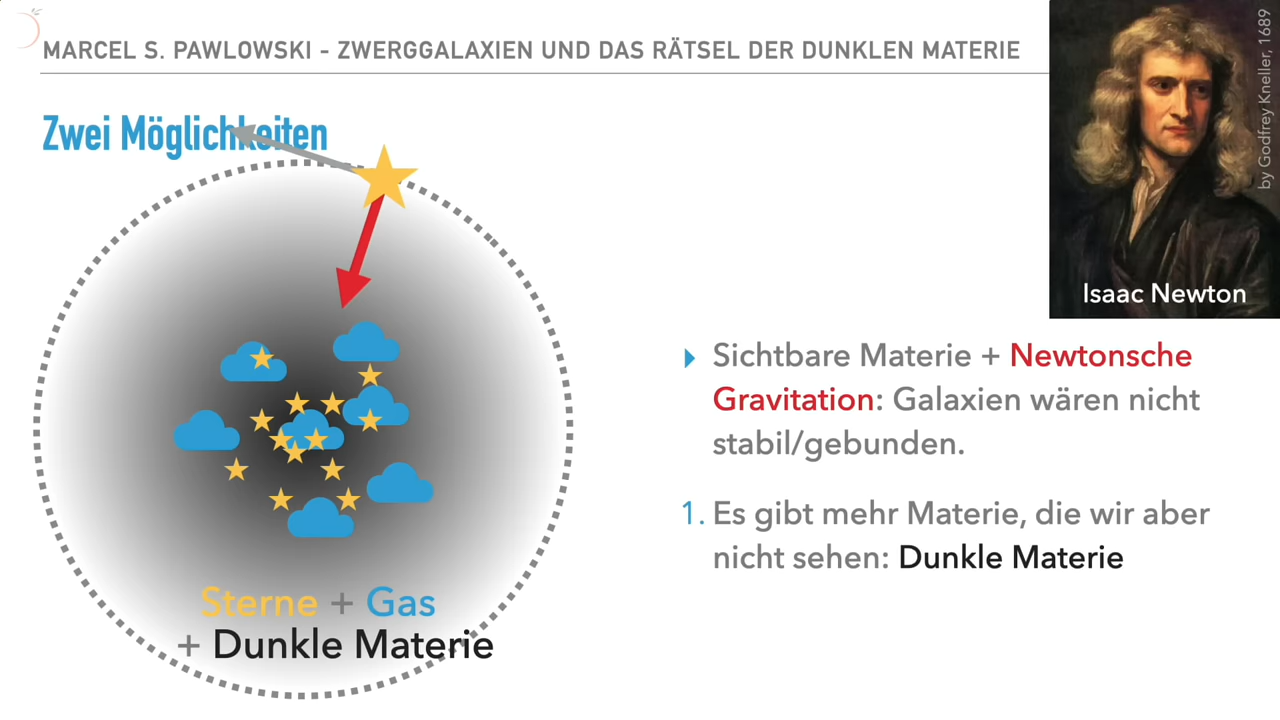 MARCEL S. PAWLOWSKI - ZWERGGALAXIEN UND DAS RÄTSEL DER DUNKLEN MATERIE
by Godfrey Kneller, 1689
Zwei Möglichkeiten
Isaac Newton
Sichtbare Materie + Newtonsche
Gravitation: Galaxien wären nicht
stabil/gebunden.
1. Es gibt mehr Materie, die wir aber
nicht sehen: Dunkle Materie
Sterne + Gas
+ Dunkle Materie